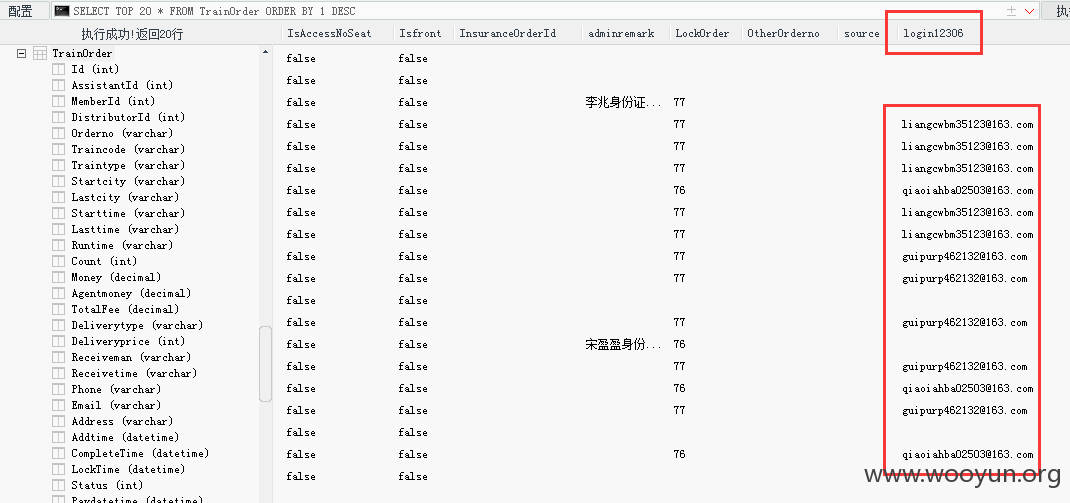 配置
SELECT TOP 20 * FROM TrainOrder ORDER BY 1 DESC
执行成功!返回20行
IsAccessNoSeat Isfront InsuranceOrderId adminremark LockOrder OtherOrderno source login12306
TrainOrder
Id (int)
AssistantId (int)
MemberId (int)
DistributorId (int)
Orderno (varchar)
Traincode (varchar)
Traintype (varchar)
Startcity (varchar)
Lastcity (varchar)
Starttime (varchar)
Lasttime (varchar)
Runtime (varchar)
Count (int)
Money (decimal)
Agentmoney (decimal)
TotalFee (decimal)
Deliverytype (varchar)
Deliveryprice (int)
Receiveman (varchar)
Receivetime (varchar)
Phone (varchar)
Email (varchar)
Address (varchar)
Addtime (datetime)
CompleteTime (datetime)
LockTime (datetime)
Status (int)
Paydatetime (datetime)
false false
false false
false false 李兆身份证... 77
false false 77 liangcwbm35123@163.com
false false 77 liangcwbm35123@163.com
false false 77 liangcwbm35123@163.com
false false 76 qiaoiahba02503@163.com
false false 77 liangcwbm35123@163.com
false false 77 liangcwbm35123@163.com
false false 77 guipurp462132@163.com
false false 77 guipurp462132@163.com
false false
false false 77 guipurp462132@163.com
false false 宋盈盈身份... 76
false false 77 guipurp462132@163.com
false false 76 qiaoiahba02503@163.com
false false 77 guipurp462132@163.com
false false
false false 76 qiaoiahba02503@163.com
false false
www.wooyun.org